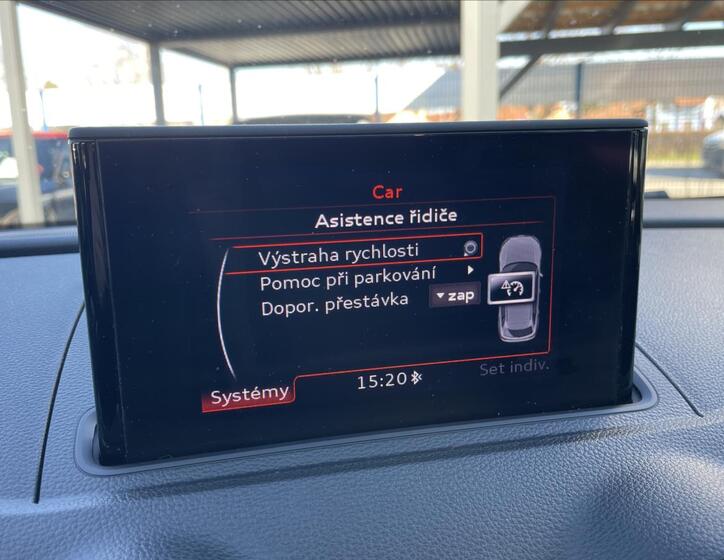 Car
Asistence řidiče
Výstraha rychlosti
Pomoc při parkování
Dopor. přestávka zap
Set indiv.
Systémy 15:20